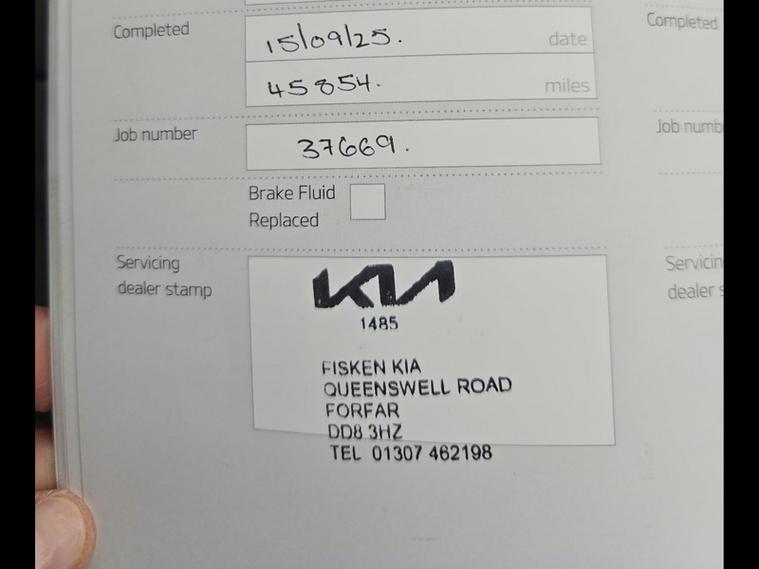 Completed
15/09/25. date
Completed
45854. miles
Job number
37669.
Job numb
Brake Fluid
Replaced
Servicing
dealer stamp
KIA
1485
FISKEN KIA
QUEENSWELL ROAD
FORFAR
DD8 3HZ
TEL 01307 462198
Servicin
dealer s